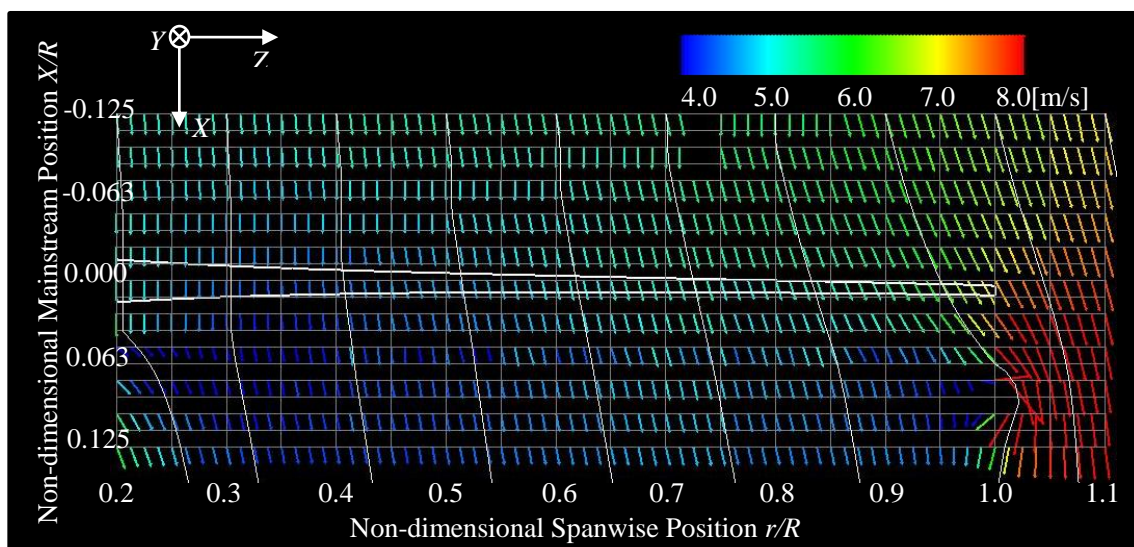 Y
Z
X
4.0 5.0 6.0 7.0 8.0[m/s]
Non-dimensional Mainstream Position X/R
-0.125
-0.063
0.000
0.063
0.125
0.2 0.3 0.4 0.5 0.6 0.7 0.8 0.9 1.0 1.1
Non-dimensional Spanwise Position r/R